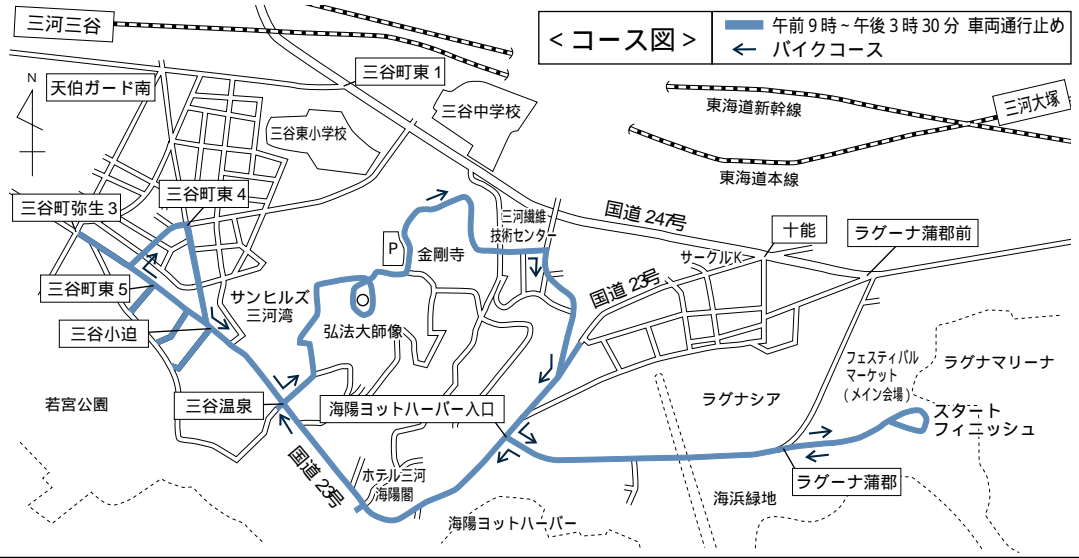 三河三谷
<コース図>
午前9時~午後3時30分 車両通行止め
バイクコース
三谷町東1
N
天伯ガード南
三谷中学校
三谷東小学校
東海道新幹線
三河大塚
東海道本線
三谷町東4
三谷町弥生3
三河繊維
技術センター
国道247号
十能
ラグーナ蒲郡前
P
金剛寺
サークルK
国道23号
三谷町東5
サンヒルズ
三河湾
弘法大師像
三谷小迫
フェスティバル
マーケット
(メイン会場)
ラグナマリーナ
若宮公園
三谷温泉
海陽ヨットハーバー入口
ラグナシア
スタート
フィニッシュ
国道23号
ホテル三河
海陽閣
ラグーナ蒲郡
海浜緑地
海陽ヨットハーバー